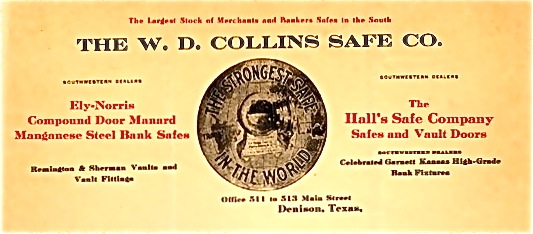 The Largest Stock of Merchants and Bankers Safes in the South
THE W. D. COLLINS SAFE CO.
SOUTHWESTERN DEALERS
Ely-Norris
Compound Door Manard
Manganese Steel Bank Safes
Remington & Sherman Vaults and
Vault Fittings
THE STRONGEST SAFE
IN THE WORLD
SOUTHWESTERN DEALERS
The
Hall's Safe Company
Safes and Vault Doors
SOUTHWESTERN DEALERS
Celebrated Garnett Kansas High-Grade
Bank Fixtures
Office 511 to 513 Main Street
Denison, Texas,